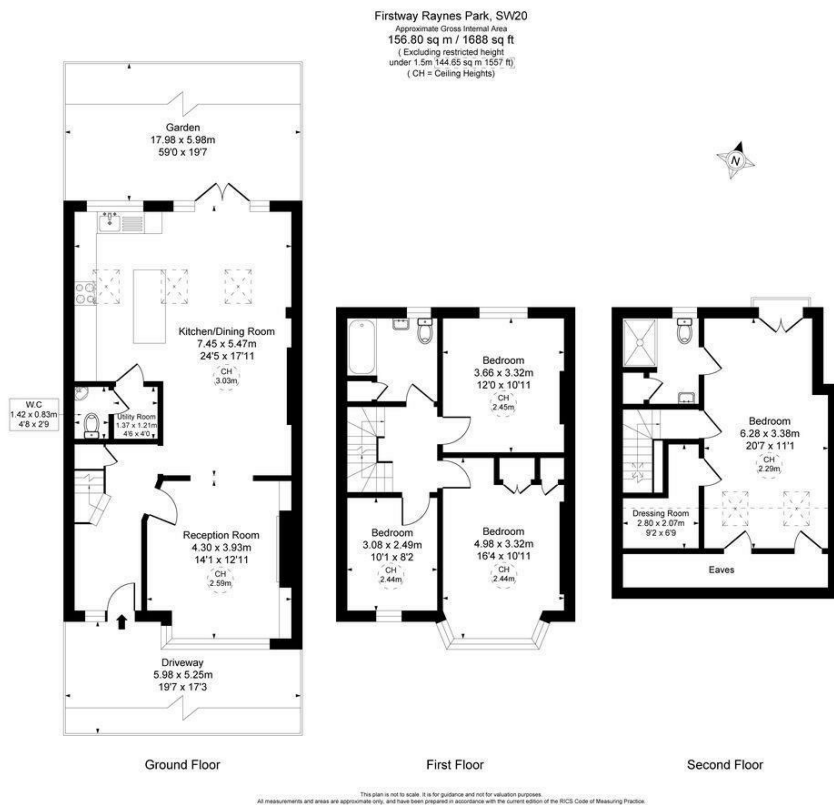 Firstway Raynes Park, SW20
Approximate Gross Internal Area
156.80 sq m / 1688 sq ft
( Excluding restricted height
under 1.5m 144.65 sq m 1557 ft)
( CH = Ceiling Heights)
N
Garden
17.98 x 5.98m
59'0 x 19'7
Kitchen/Dining Room
7.45 x 5.47m
24'5 x 17'11
CH
3.03m
W.C
1.42 x 0.83m
4'8 x 2'9
Utility Room
1.37 x 1.21m
4'6 x 4'0
Reception Room
4.30 x 3.93m
14'1 x 12'11
CH
2.59m
Driveway
5.98 x 5.25m
19'7 x 17'3
Ground Floor
Bedroom
3.66 x 3.32m
12'0 x 10'11
CH
2.45m
Bedroom
3.08 x 2.49m
10'1 x 8'2
CH
2.44m
Bedroom
4.98 x 3.32m
16'4 x 10'11
CH
2.44m
First Floor
Bedroom
6.28 x 3.38m
20'7 x 11'1
CH
2.29m
Dressing Room
2.80 x 2.07m
9'2 x 6'9
Eaves
Second Floor
This plan is not to scale. It is for guidance and not for valuation purposes.
All measurements and areas are approximate only, and have been prepared in accordance with the current edition of the RICS Code of Measuring Practice.